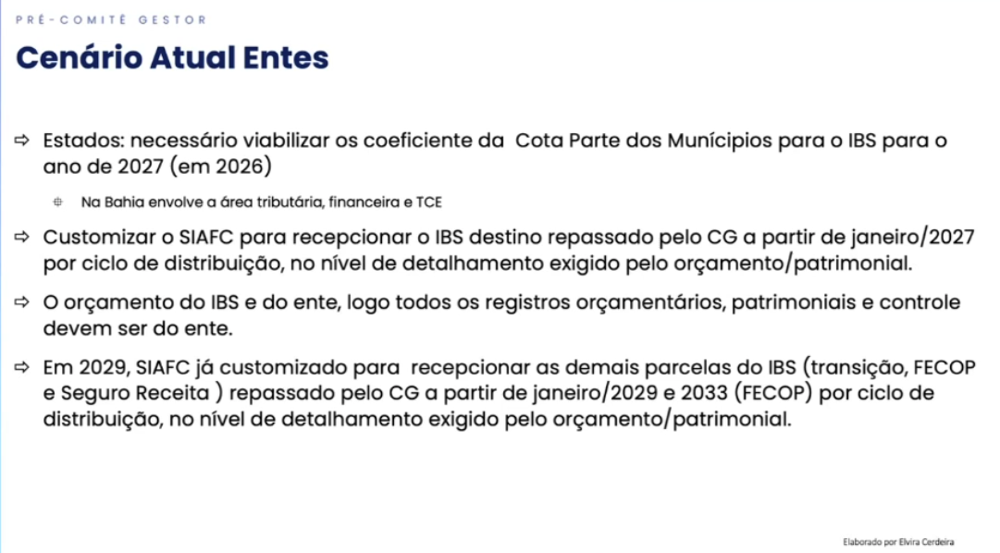 PRÉ-COMITÊ GESTOR
Cenário Atual Entes
⇨ Estados: necessário viabilizar os coeficiente da Cota Parte dos Munícipios para o IBS para o
ano de 2027 (em 2026)
Na Bahia envolve a área tributária, financeira e TCE
⇨ Customizar o SIAFC para recepcionar o IBS destino repassado pelo CG a partir de janeiro/2027
por ciclo de distribuição, no nível de detalhamento exigido pelo orçamento/patrimonial.
⇨ O orçamento do IBS e do ente, logo todos os registros orçamentários, patrimoniais e controle
devem ser do ente.
⇨ Em 2029, SIAFC já customizado para recepcionar as demais parcelas do IBS (transição, FECOP
e Seguro Receita ) repassado pelo CG a partir de janeiro/2029 e 2033 (FECOP) por ciclo de
distribuição, no nível de detalhamento exigido pelo orçamento/patrimonial.
Elaborado por Elvira Cerdeira